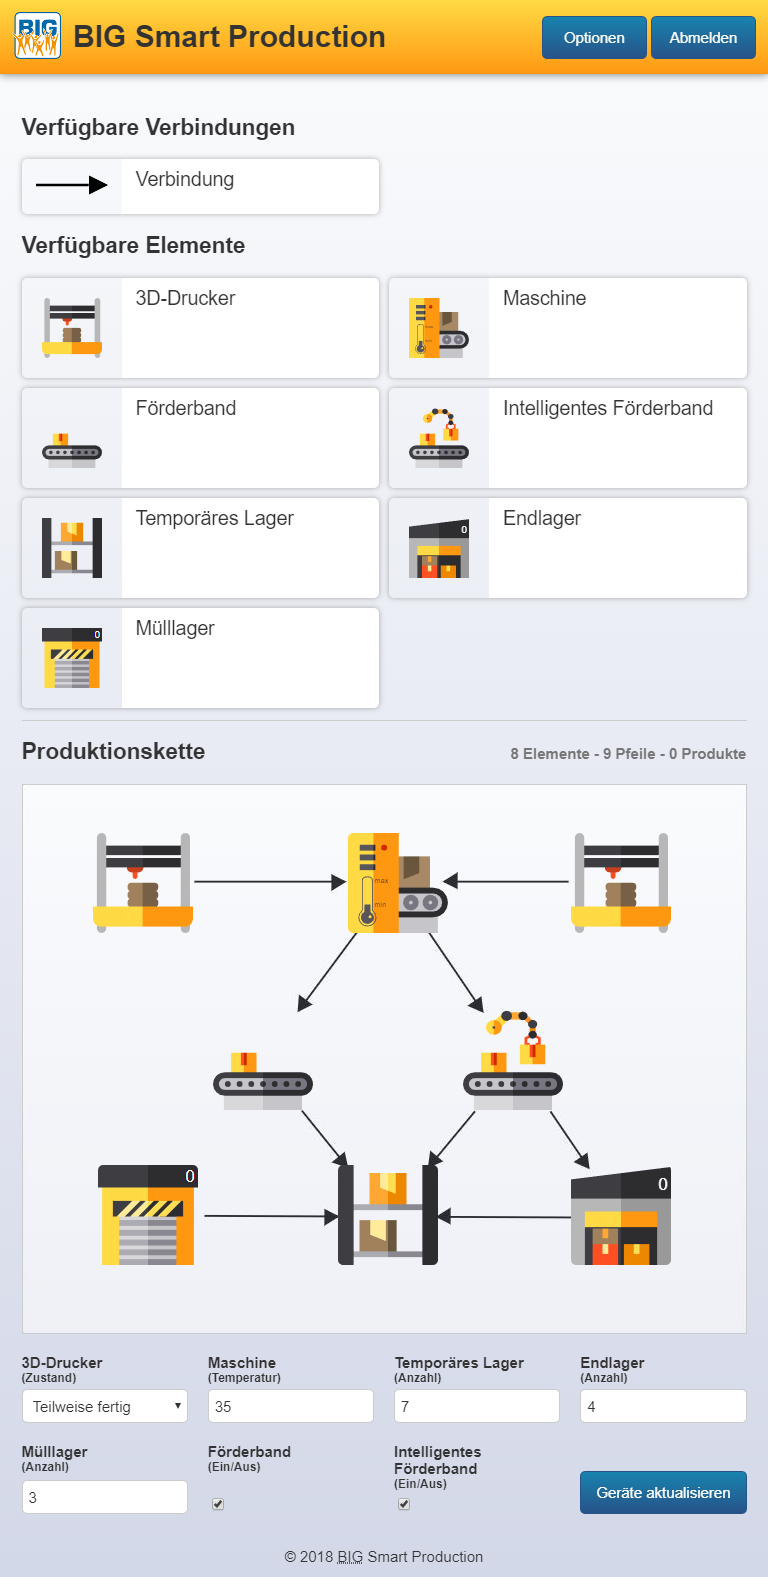 BIG
BIG Smart Production
Optionen
Abmelden
Verfügbare Verbindungen
Verbindung
Verfügbare Elemente
3D-Drucker
Maschine
max
min
Förderband
Intelligentes Förderband
Temporäres Lager
Endlager
0
Mülllager
0
Produktionskette
8 Elemente - 9 Pfeile - 0 Produkte
max
min
0
0
3D-Drucker
(Zustand)
Teilweise fertig
Maschine
(Temperatur)
35
Temporäres Lager
(Anzahl)
7
Endlager
(Anzahl)
4
Mülllager
(Anzahl)
3
Förderband
(Ein/Aus)
Intelligentes
Förderband
(Ein/Aus)
Geräte aktualisieren
© 2018 BIG Smart Production